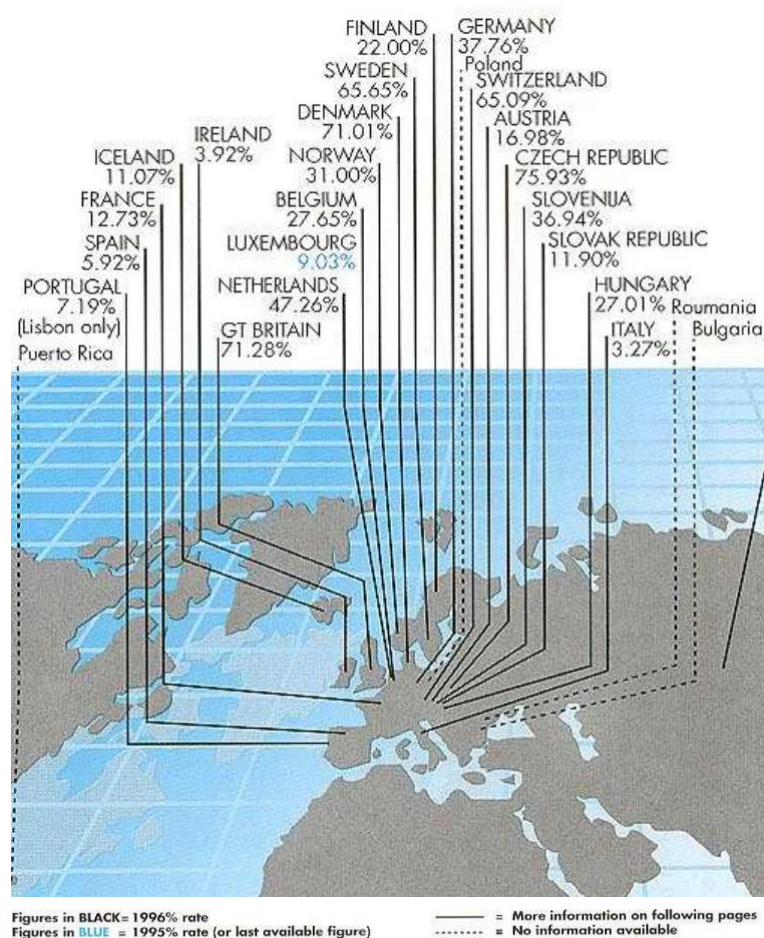 FINLAND
22.00%
GERMANY
37.76%
Poland
SWEDEN
65.65%
SWITZERLAND
65.09%
DENMARK
71.01%
AUSTRIA
16.98%
IRELAND
3.92%
ICELAND
11.07%
NORWAY
31.00%
CZECH REPUBLIC
75.93%
FRANCE
12.73%
BELGIUM
27.65%
SLOVENIJA
36.94%
SPAIN
5.92%
LUXEMBOURG
9.03%
SLOVAK REPUBLIC
11.90%
PORTUGAL
7.19%
(Lisbon only)
NETHERLANDS
47.26%
HUNGARY
27.01%
Roumania
Puerto Rica
GT BRITAIN
71.28%
ITALY
3.27%
Bulgaria
Figures in BLACK= 1996% rate
Figures in BLUE = 1995% rate (or last available figure)
= More information on following pages
= No information available